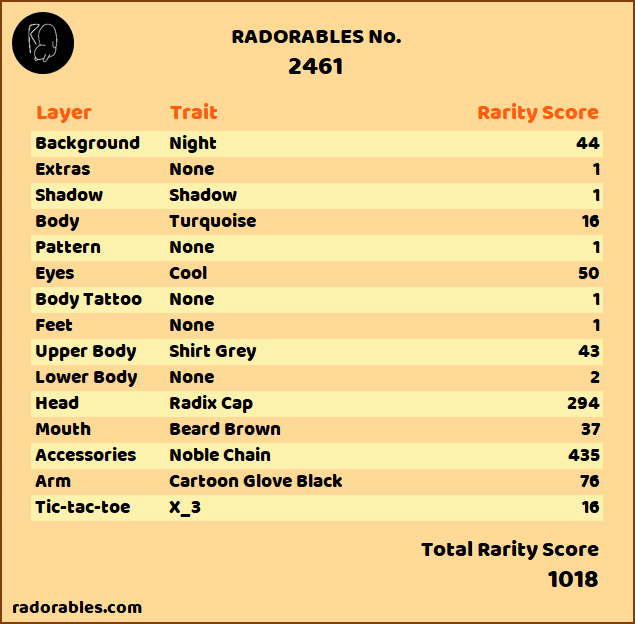 RADORABLES No.
2461
Layer Trait Rarity Score
Background Night 44
Extras None 1
Shadow Shadow 1
Body Turquoise 16
Pattern None 1
Eyes Cool 50
Body Tattoo None 1
Feet None 1
Upper Body Shirt Grey 43
Lower Body None 2
Head Radix Cap 294
Mouth Beard Brown 37
Accessories Noble Chain 435
Arm Cartoon Glove Black 76
Tic-tac-toe X_3 16
Total Rarity Score
1018
radorables.com